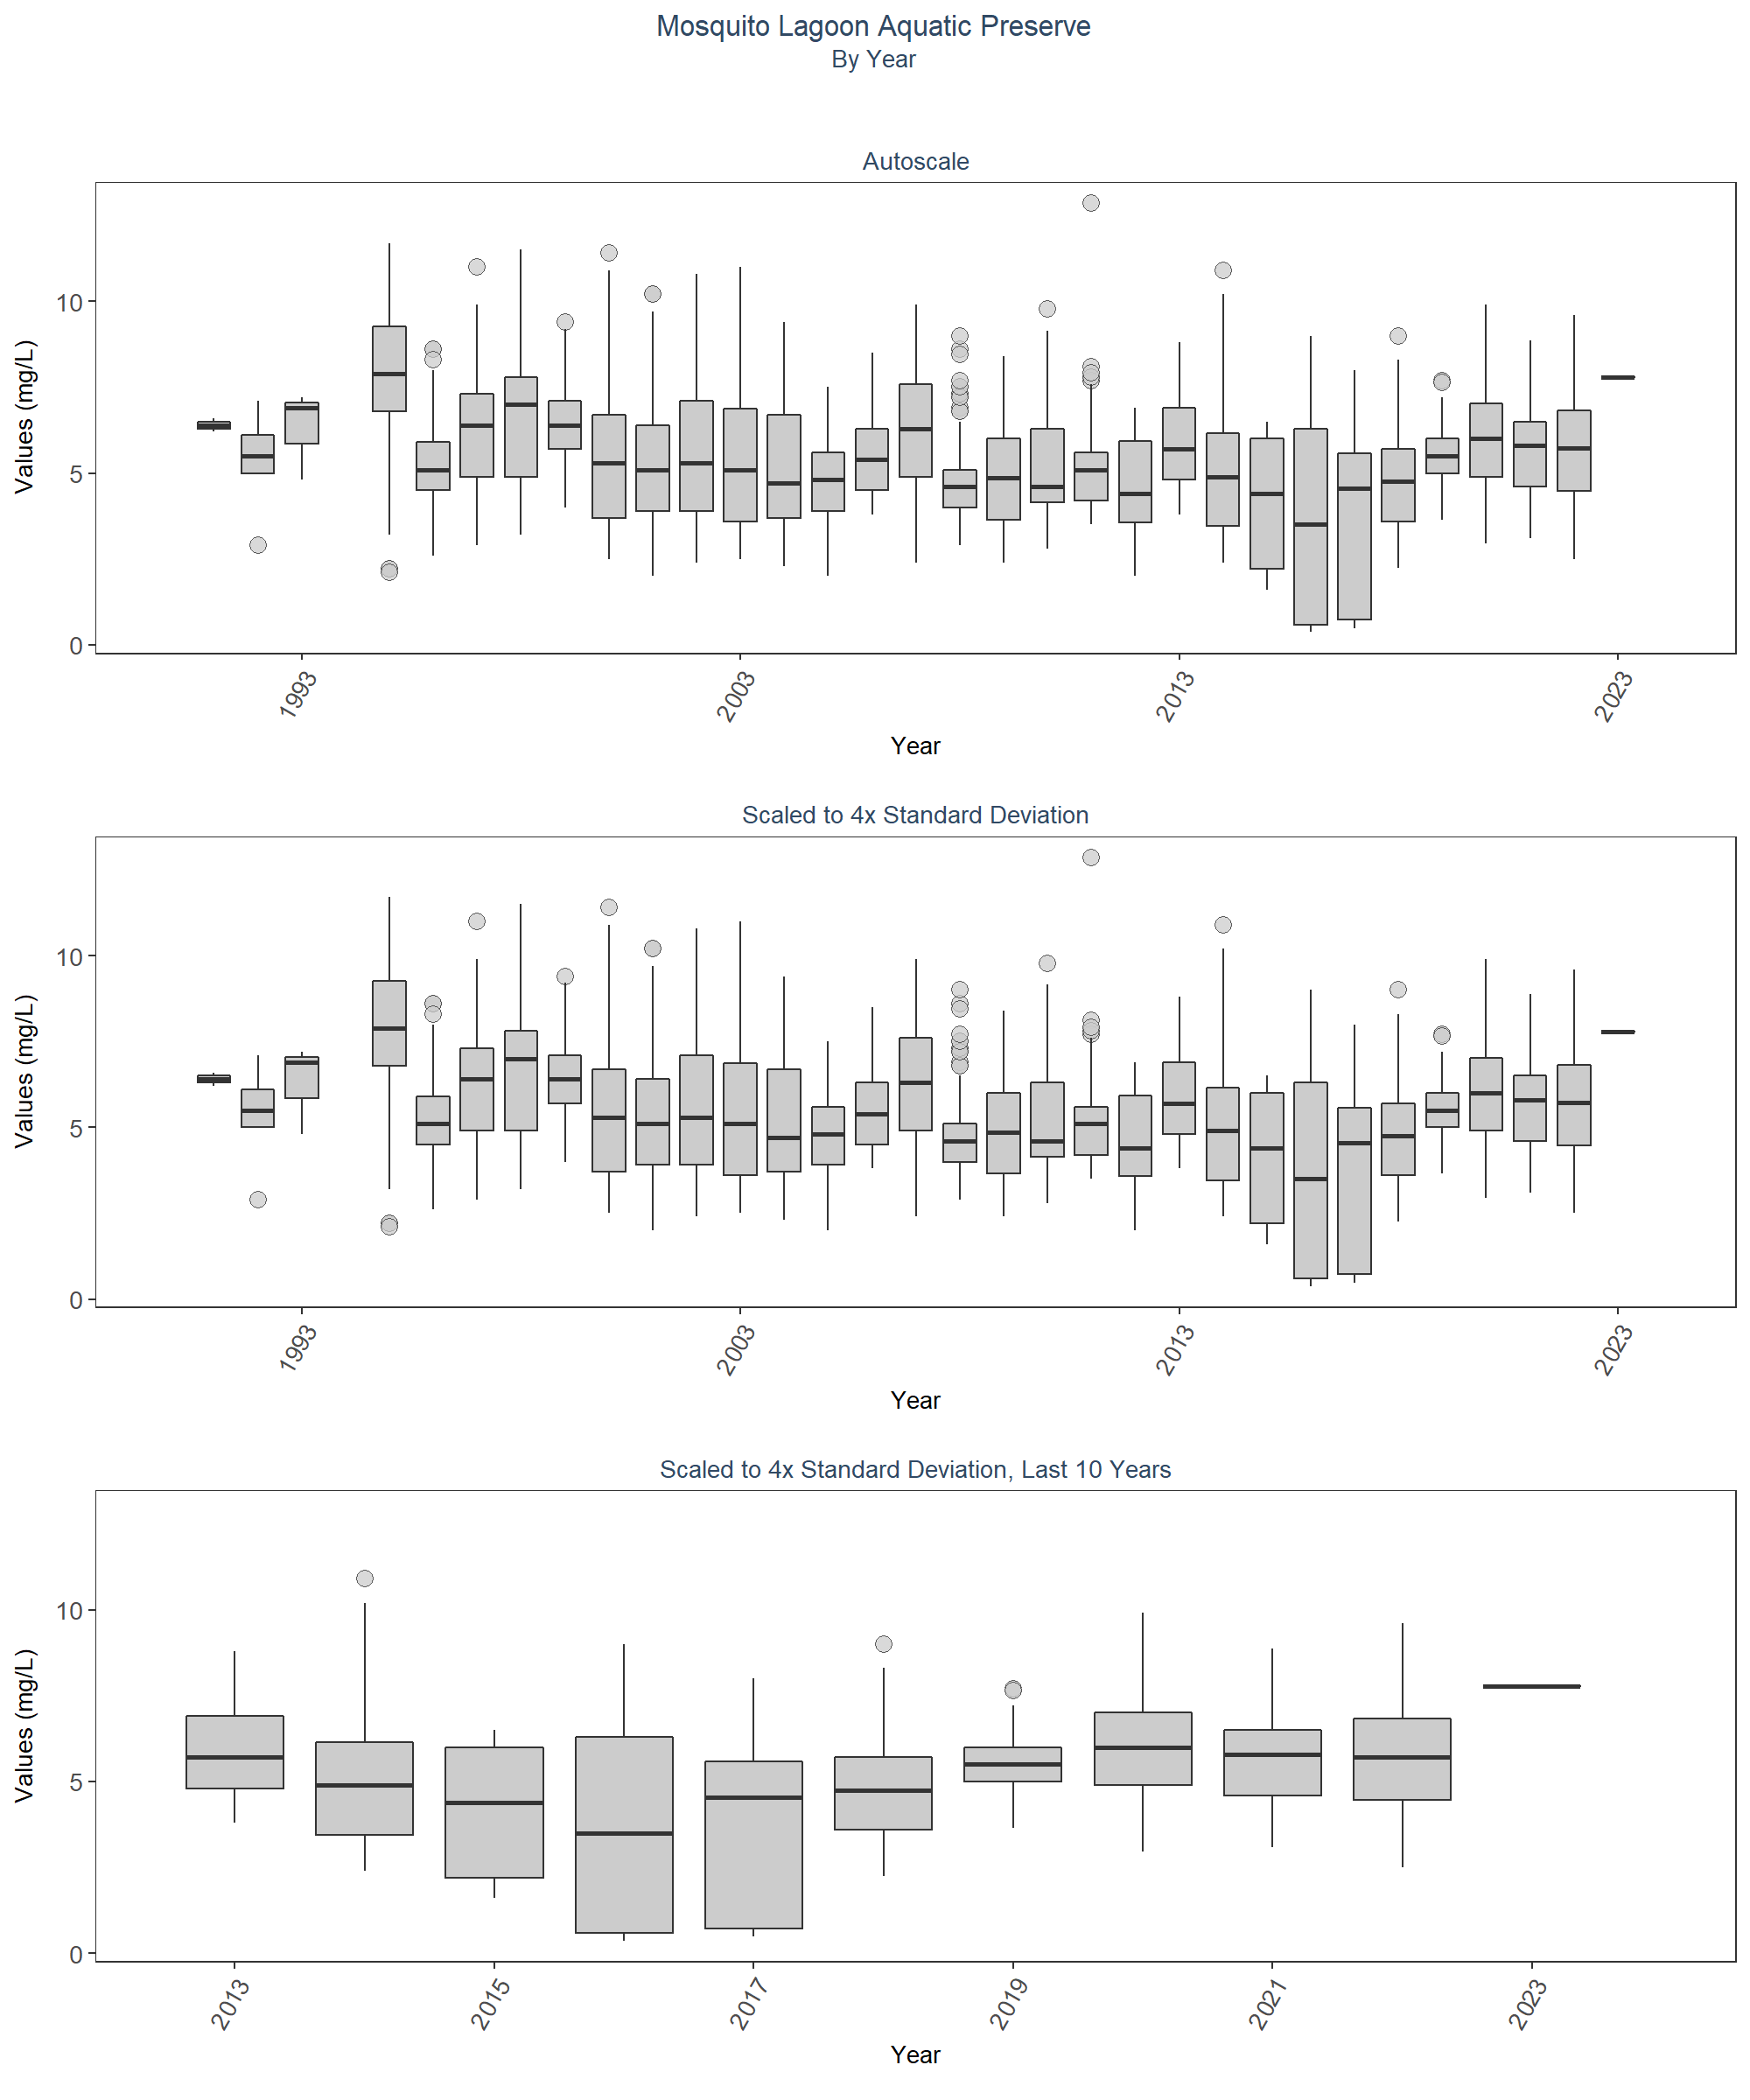 Mosquito Lagoon Aquatic Preserve
By Year
Autoscale
Values (mg/L)
10
5
0
1993
2003
2013
2023
Year
Scaled to 4x Standard Deviation
Values (mg/L)
10
5
0
1993
2003
2013
2023
Year
Scaled to 4x Standard Deviation, Last 10 Years
Values (mg/L)
10
5
0
2013
2015
2017
2019
2021
2023
Year